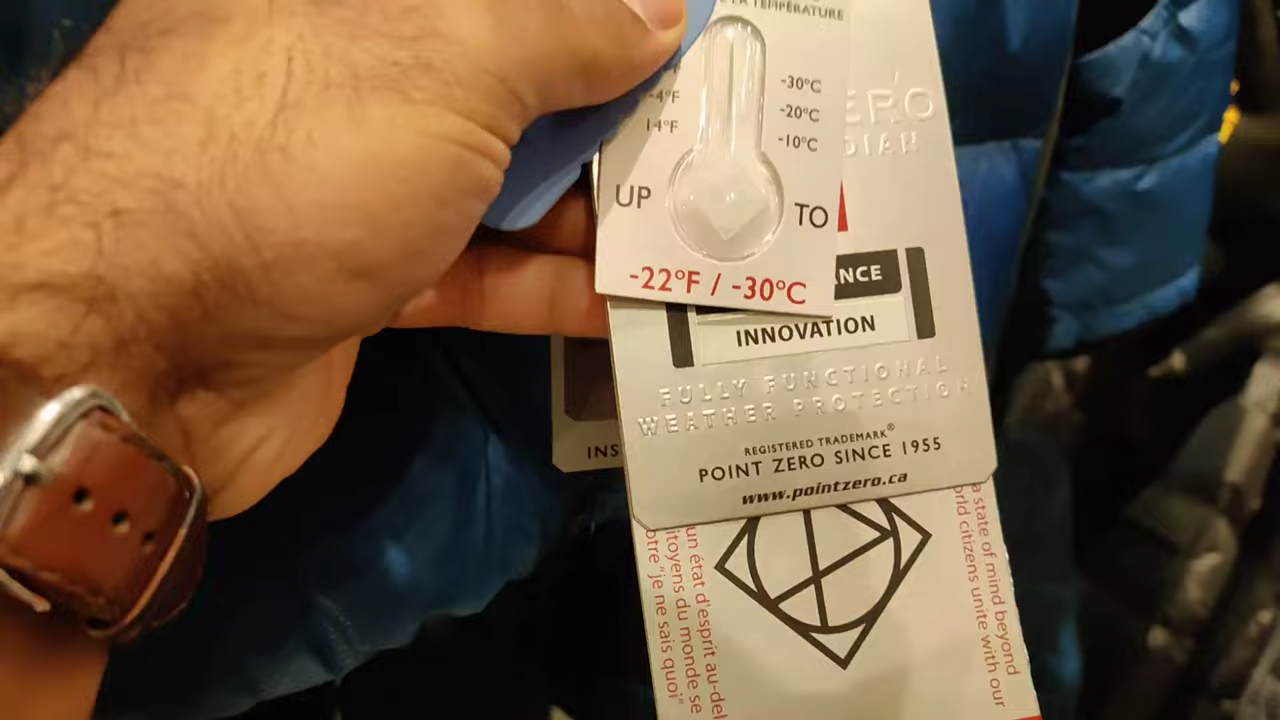 TEMPÉRATURE
-30°C
-4°F
-20°C
14°F
-10°C
UP TO
-22°F / -30°C
INNOVATION
FULLY FUNCTIONAL
WEATHER PROTECTION
REGISTERED TRADEMARK®
POINT ZERO SINCE 1955
www.pointzero.ca
un état d'esprit au-del
itoyens du monde se
otre "je ne sais quoi"
a state of mind beyond
orld citizens unite with our